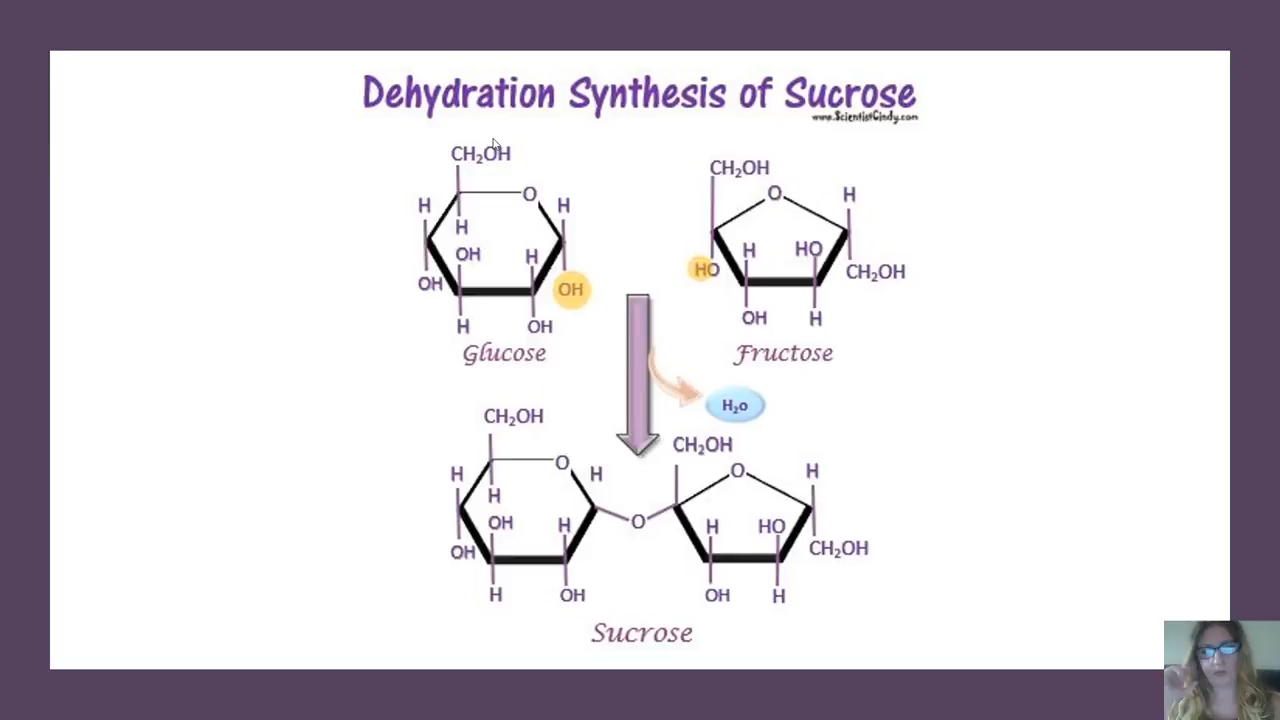 Dehydration Synthesis of Sucrose
www.ScientistCindy.com
CH₂OH
O
H
H
H
OH
H
OH
OH
H
OH
Glucose
CH₂OH
O
H
H
HO
HO
CH₂OH
OH
H
Fructose
H₂o
CH₂OH
O
H
H
H
OH
H
OH
H
OH
O
CH₂OH
O
H
H
HO
CH₂OH
OH
H
Sucrose